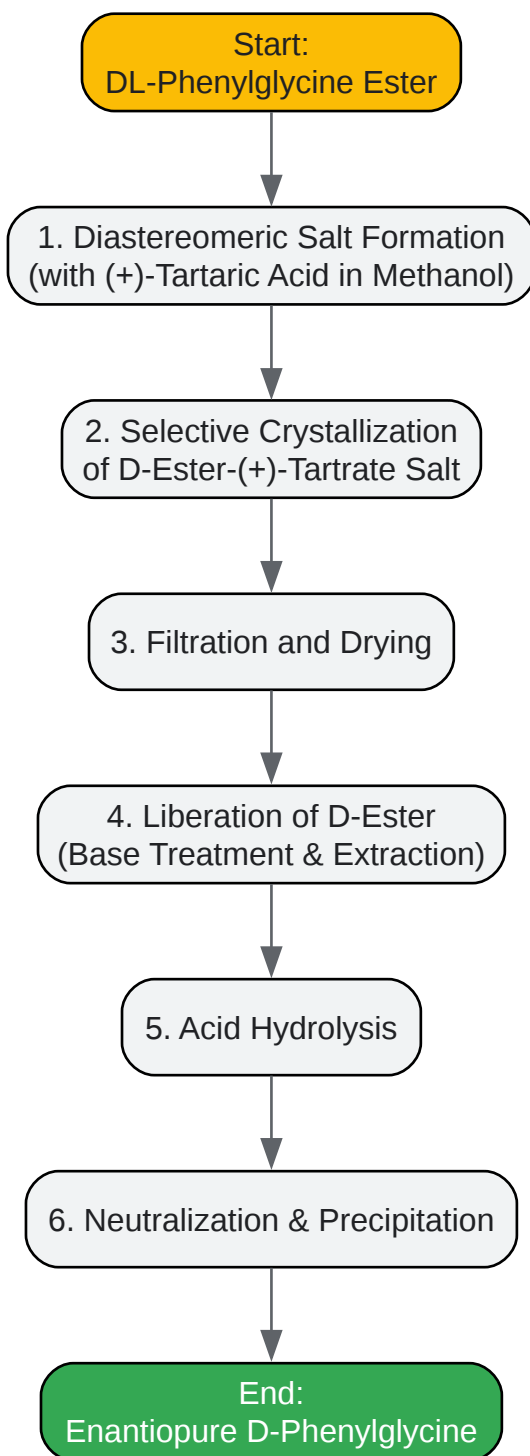 Start:
DL-Phenylglycine Ester
1. Diastereomeric Salt Formation
(with (+)-Tartaric Acid in Methanol)
2. Selective Crystallization
of D-Ester-(+)-Tartrate Salt
3. Filtration and Drying
4. Liberation of D-Ester
(Base Treatment & Extraction)
5. Acid Hydrolysis
6. Neutralization & Precipitation
End:
Enantiopure D-Phenylglycine